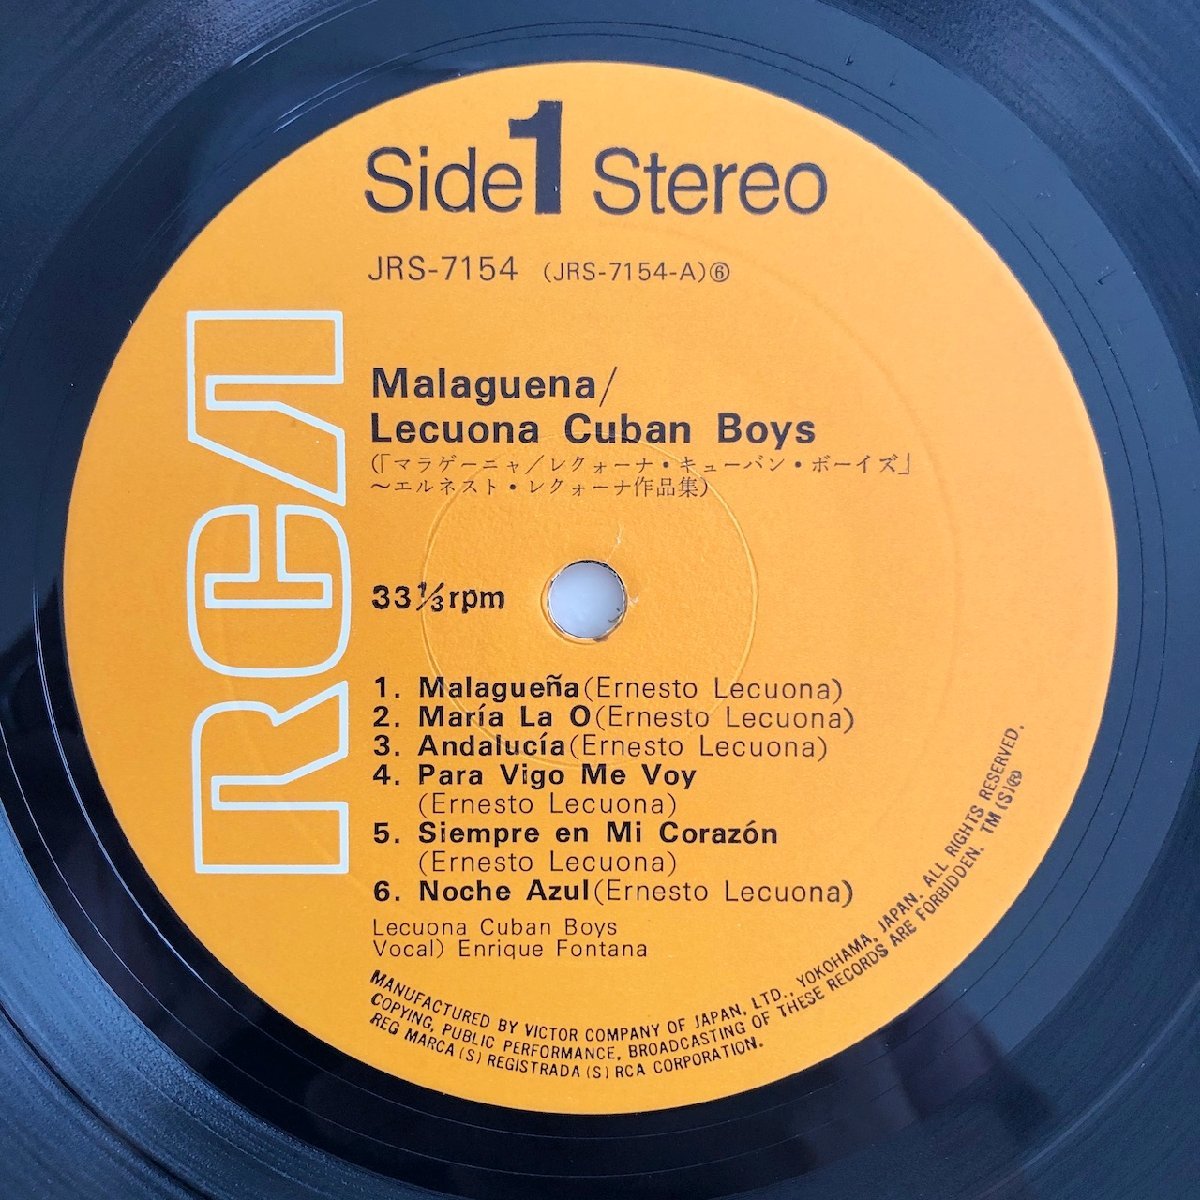 Side 1 Stereo
JRS-7154 (JRS-7154-A)⑥
RCA
Malaguena/
Lecuona Cuban Boys
(「マラゲーニャ/レクォーナ・キューバン・ボーイズ」
～エルネスト・レクォーナ作品集)
33⅓rpm
1. Malagueña (Ernesto Lecuona)
2. María La O (Ernesto Lecuona)
3. Andalucía (Ernesto Lecuona)
4. Para Vigo Me Voy
(Ernesto Lecuona)
5. Siempre en Mi Corazón
(Ernesto Lecuona)
6. Noche Azul (Ernesto Lecuona)
Lecuona Cuban Boys
Vocal) Enrique Fontana
MANUFACTURED BY VICTOR COMPANY OF JAPAN, LTD., YOKOHAMA, JAPAN. ALL RIGHTS RESERVED.
COPYING, PUBLIC PERFORMANCE, BROADCASTING OF THESE RECORDS ARE FORBIDDEN. TM(S)®
REG MARCA (S) REGISTRADA (S) RCA CORPORATION.